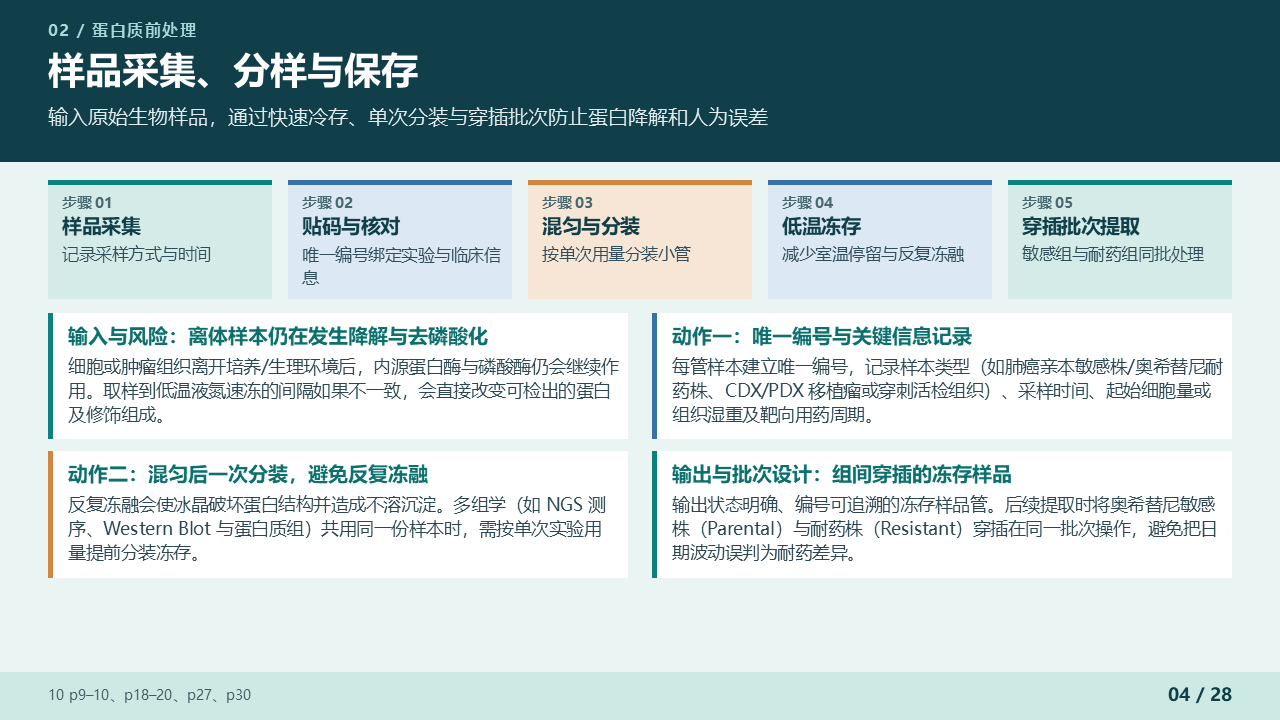 02 / 蛋白质前处理
样品采集、分样与保存
输入原始生物样品，通过快速冷存、单次分装与穿插批次防止蛋白降解和人为误差
步骤 01
样品采集
记录采样方式与时间
步骤 02
贴码与核对
唯一编号绑定实验与临床信
息
步骤 03
混匀与分装
按单次用量分装小管
步骤 04
低温冻存
减少室温停留与反复冻融
步骤 05
穿插批次提取
敏感组与耐药组同批处理
输入与风险：离体样本仍在发生降解与去磷酸化
细胞或肿瘤组织离开培养/生理环境后，内源蛋白酶与磷酸酶仍会继续作
用。取样到低温液氮速冻的间隔如果不一致，会直接改变可检出的蛋白
及修饰组成。
动作一：唯一编号与关键信息记录
每管样本建立唯一编号，记录样本类型（如肺癌亲本敏感株/奥希替尼耐
药株、CDX/PDX 移植瘤或穿刺活检组织）、采样时间、起始细胞量或
组织湿重及靶向用药周期。
动作二：混匀后一次分装，避免反复冻融
反复冻融会使冰晶破坏蛋白结构并造成不溶沉淀。多组学（如 NGS 测
序、Western Blot 与蛋白质组）共用同一份样本时，需按单次实验用
量提前分装冻存。
输出与批次设计：组间穿插的冻存样品
输出状态明确、编号可追溯的冻存样品管。后续提取时将奥希替尼敏感
株（Parental）与耐药株（Resistant）穿插在同一批次操作，避免把日
期波动误判为耐药差异。
10 p9–10、p18–20、p27、p30
04 / 28